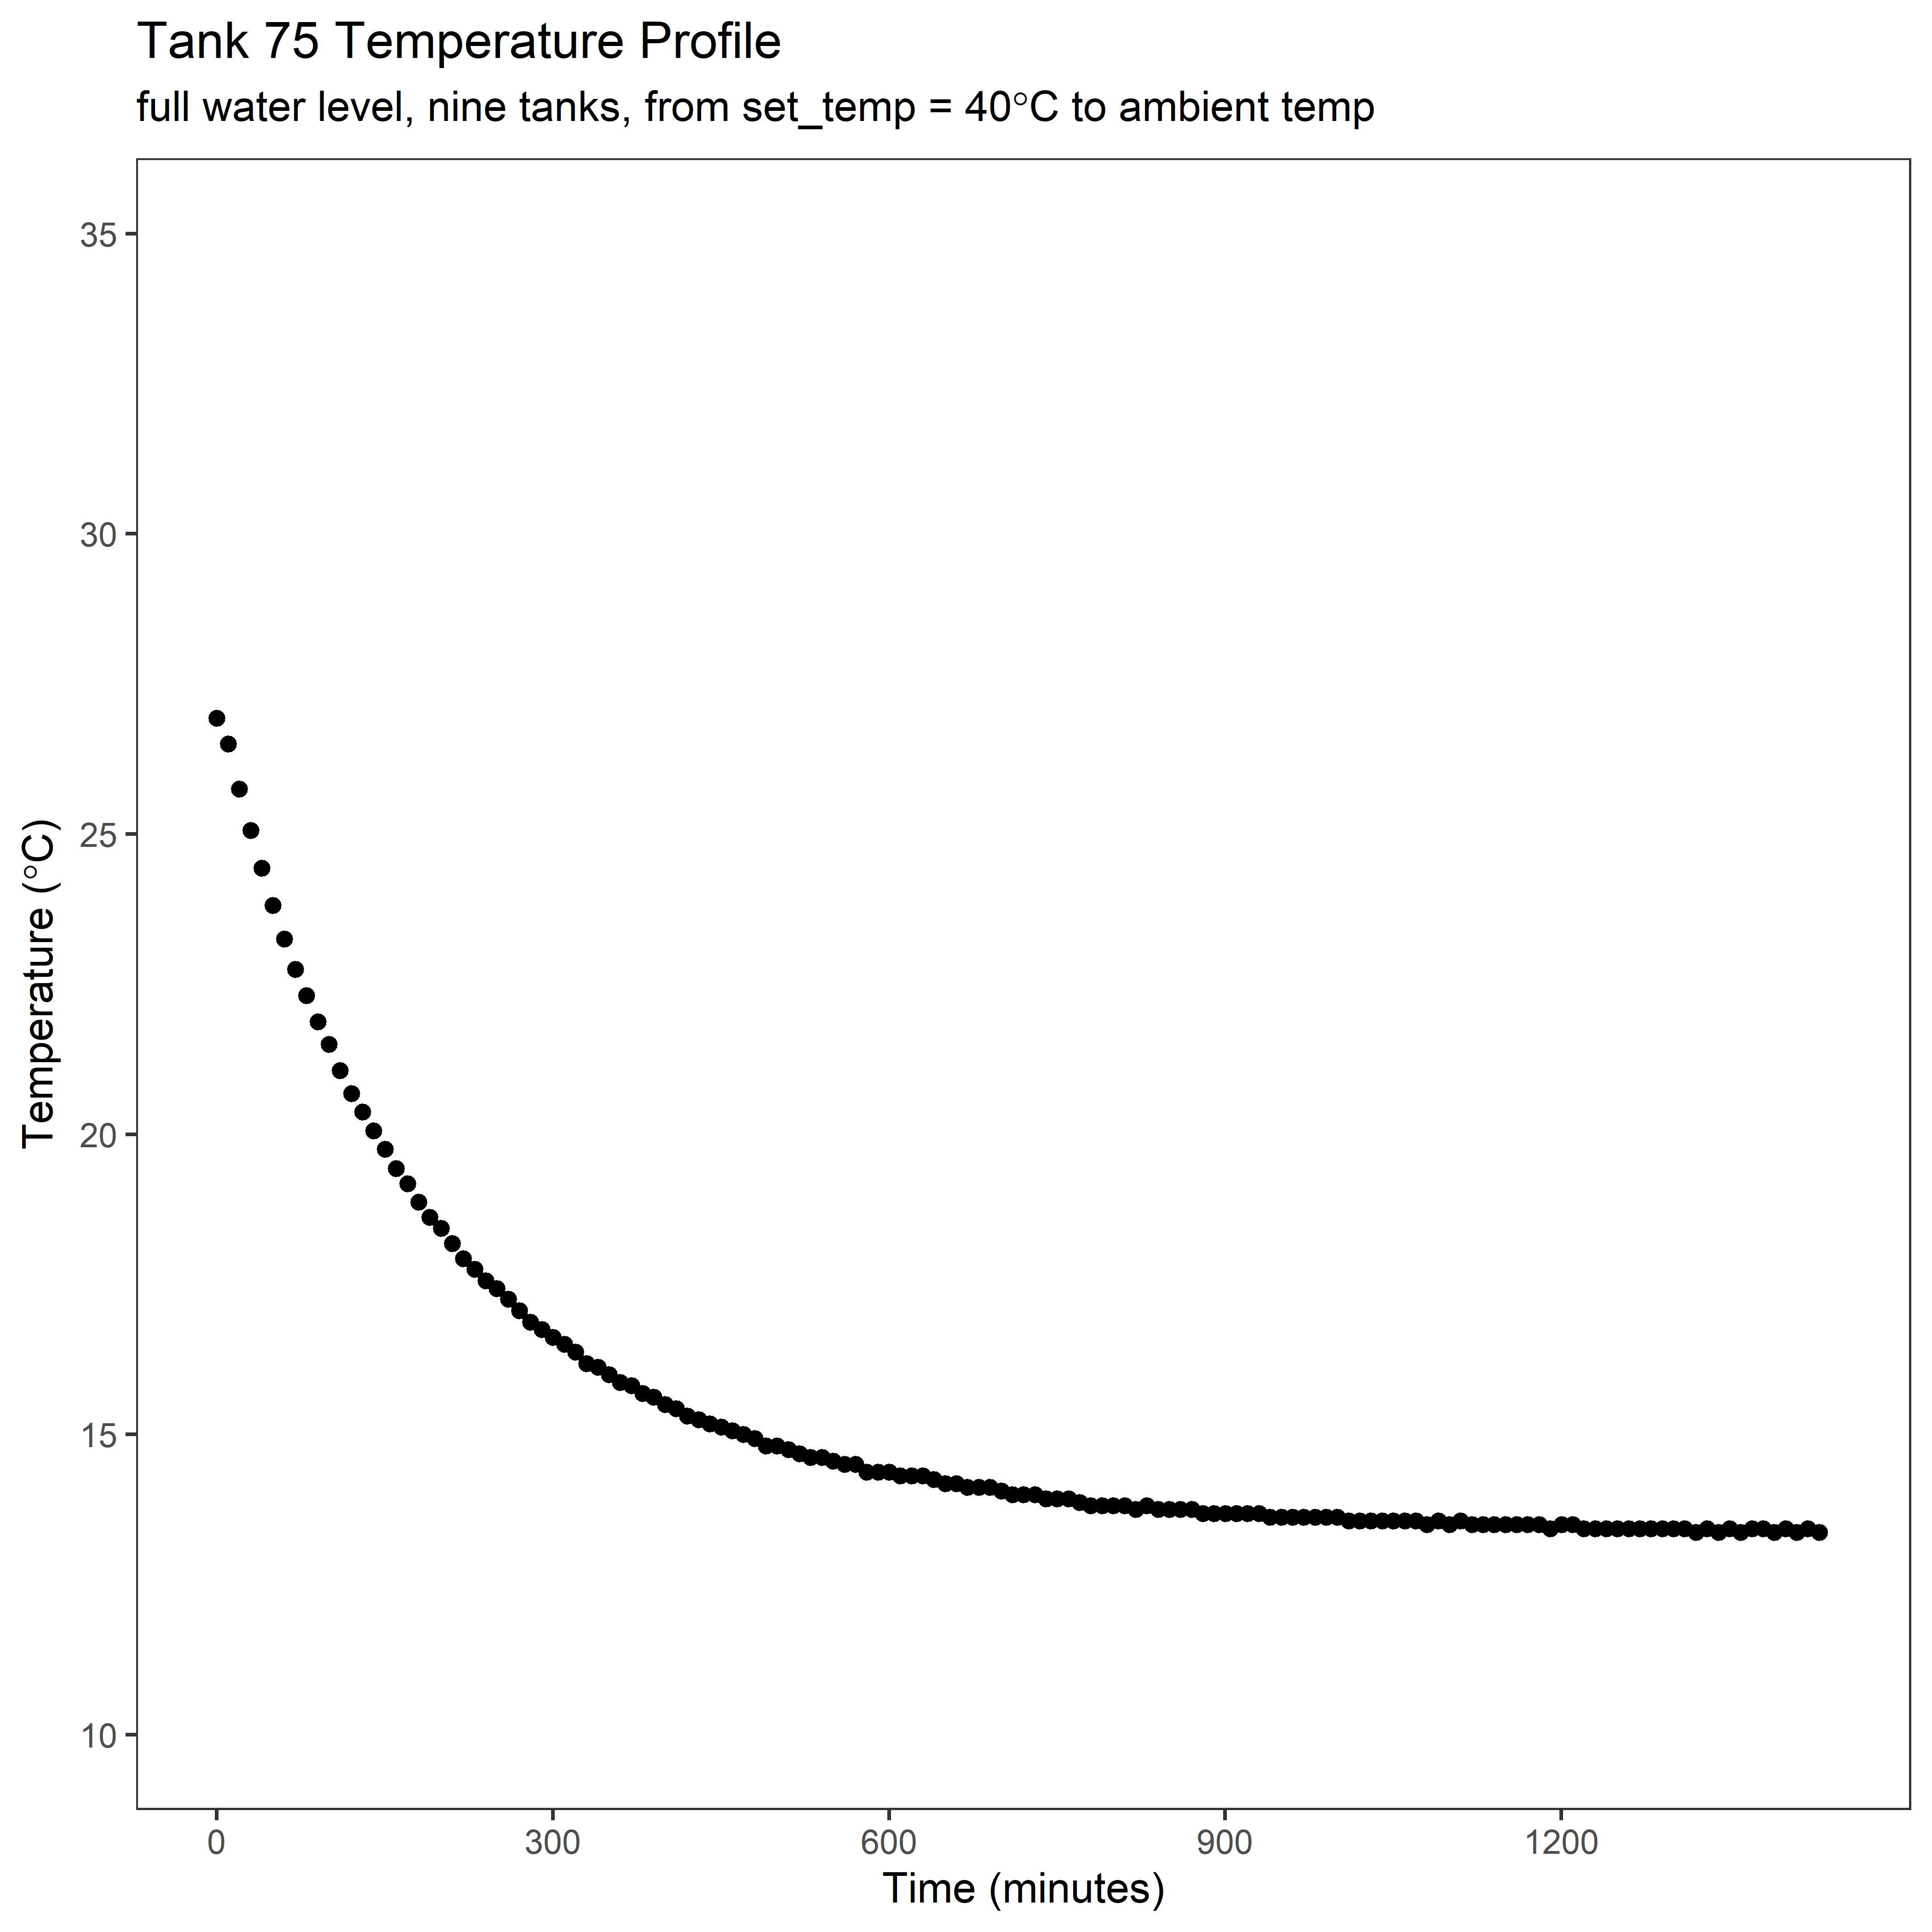 Tank 75 Temperature Profile
full water level, nine tanks, from set_temp = 40°C to ambient temp
35
30
25
20
15
10
Temperature (°C)
0 300 600 900 1200
Time (minutes)